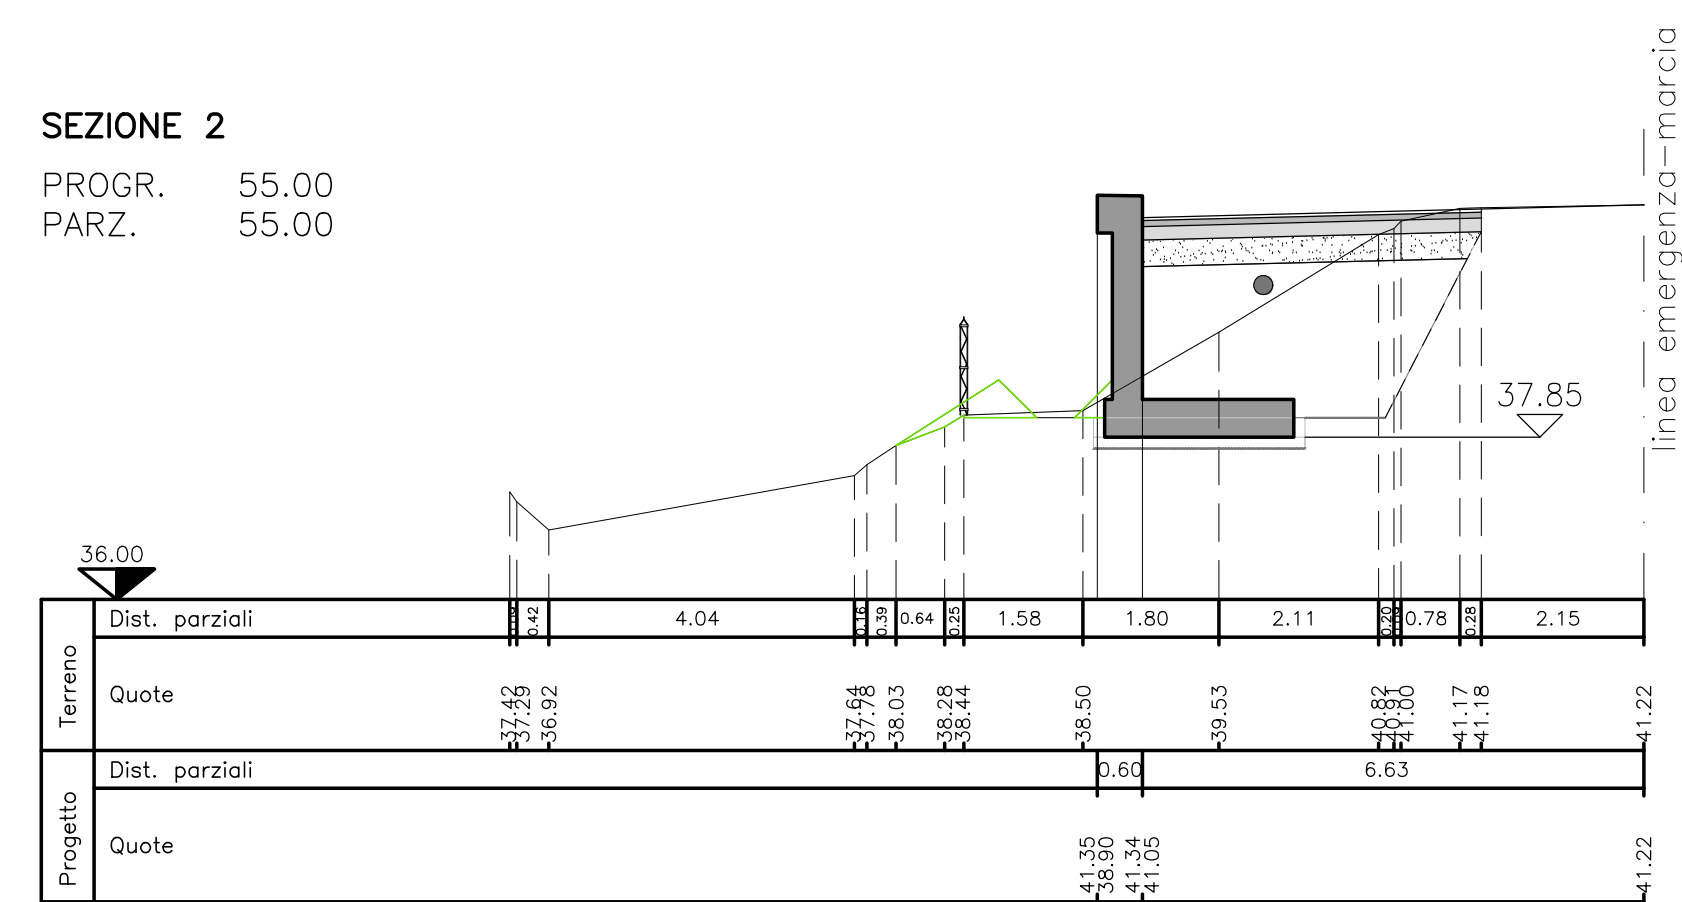 SEZIONE 2
PROGR. 55.00
PARZ. 55.00
linea emergenza-marcia
37.85
36.00
Terreno
Dist. parziali 0.09 0.42 4.04 0.16 0.39 0.64 0.25 1.58 1.80 2.11 0.20 0.09 0.78 0.28 2.15
Quote 37.42 37.29 36.92 37.64 37.78 38.03 38.28 38.44 38.50 39.53 40.82 40.91 41.00 41.17 41.18 41.22
Progetto
Dist. parziali 0.60 6.63
Quote 41.35 38.90 41.34 41.05 41.22